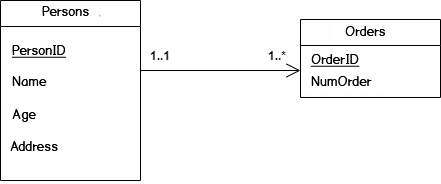 Persons
PersonID
Name
Age
Address
1..1
1..*
Orders
OrderID
NumOrder